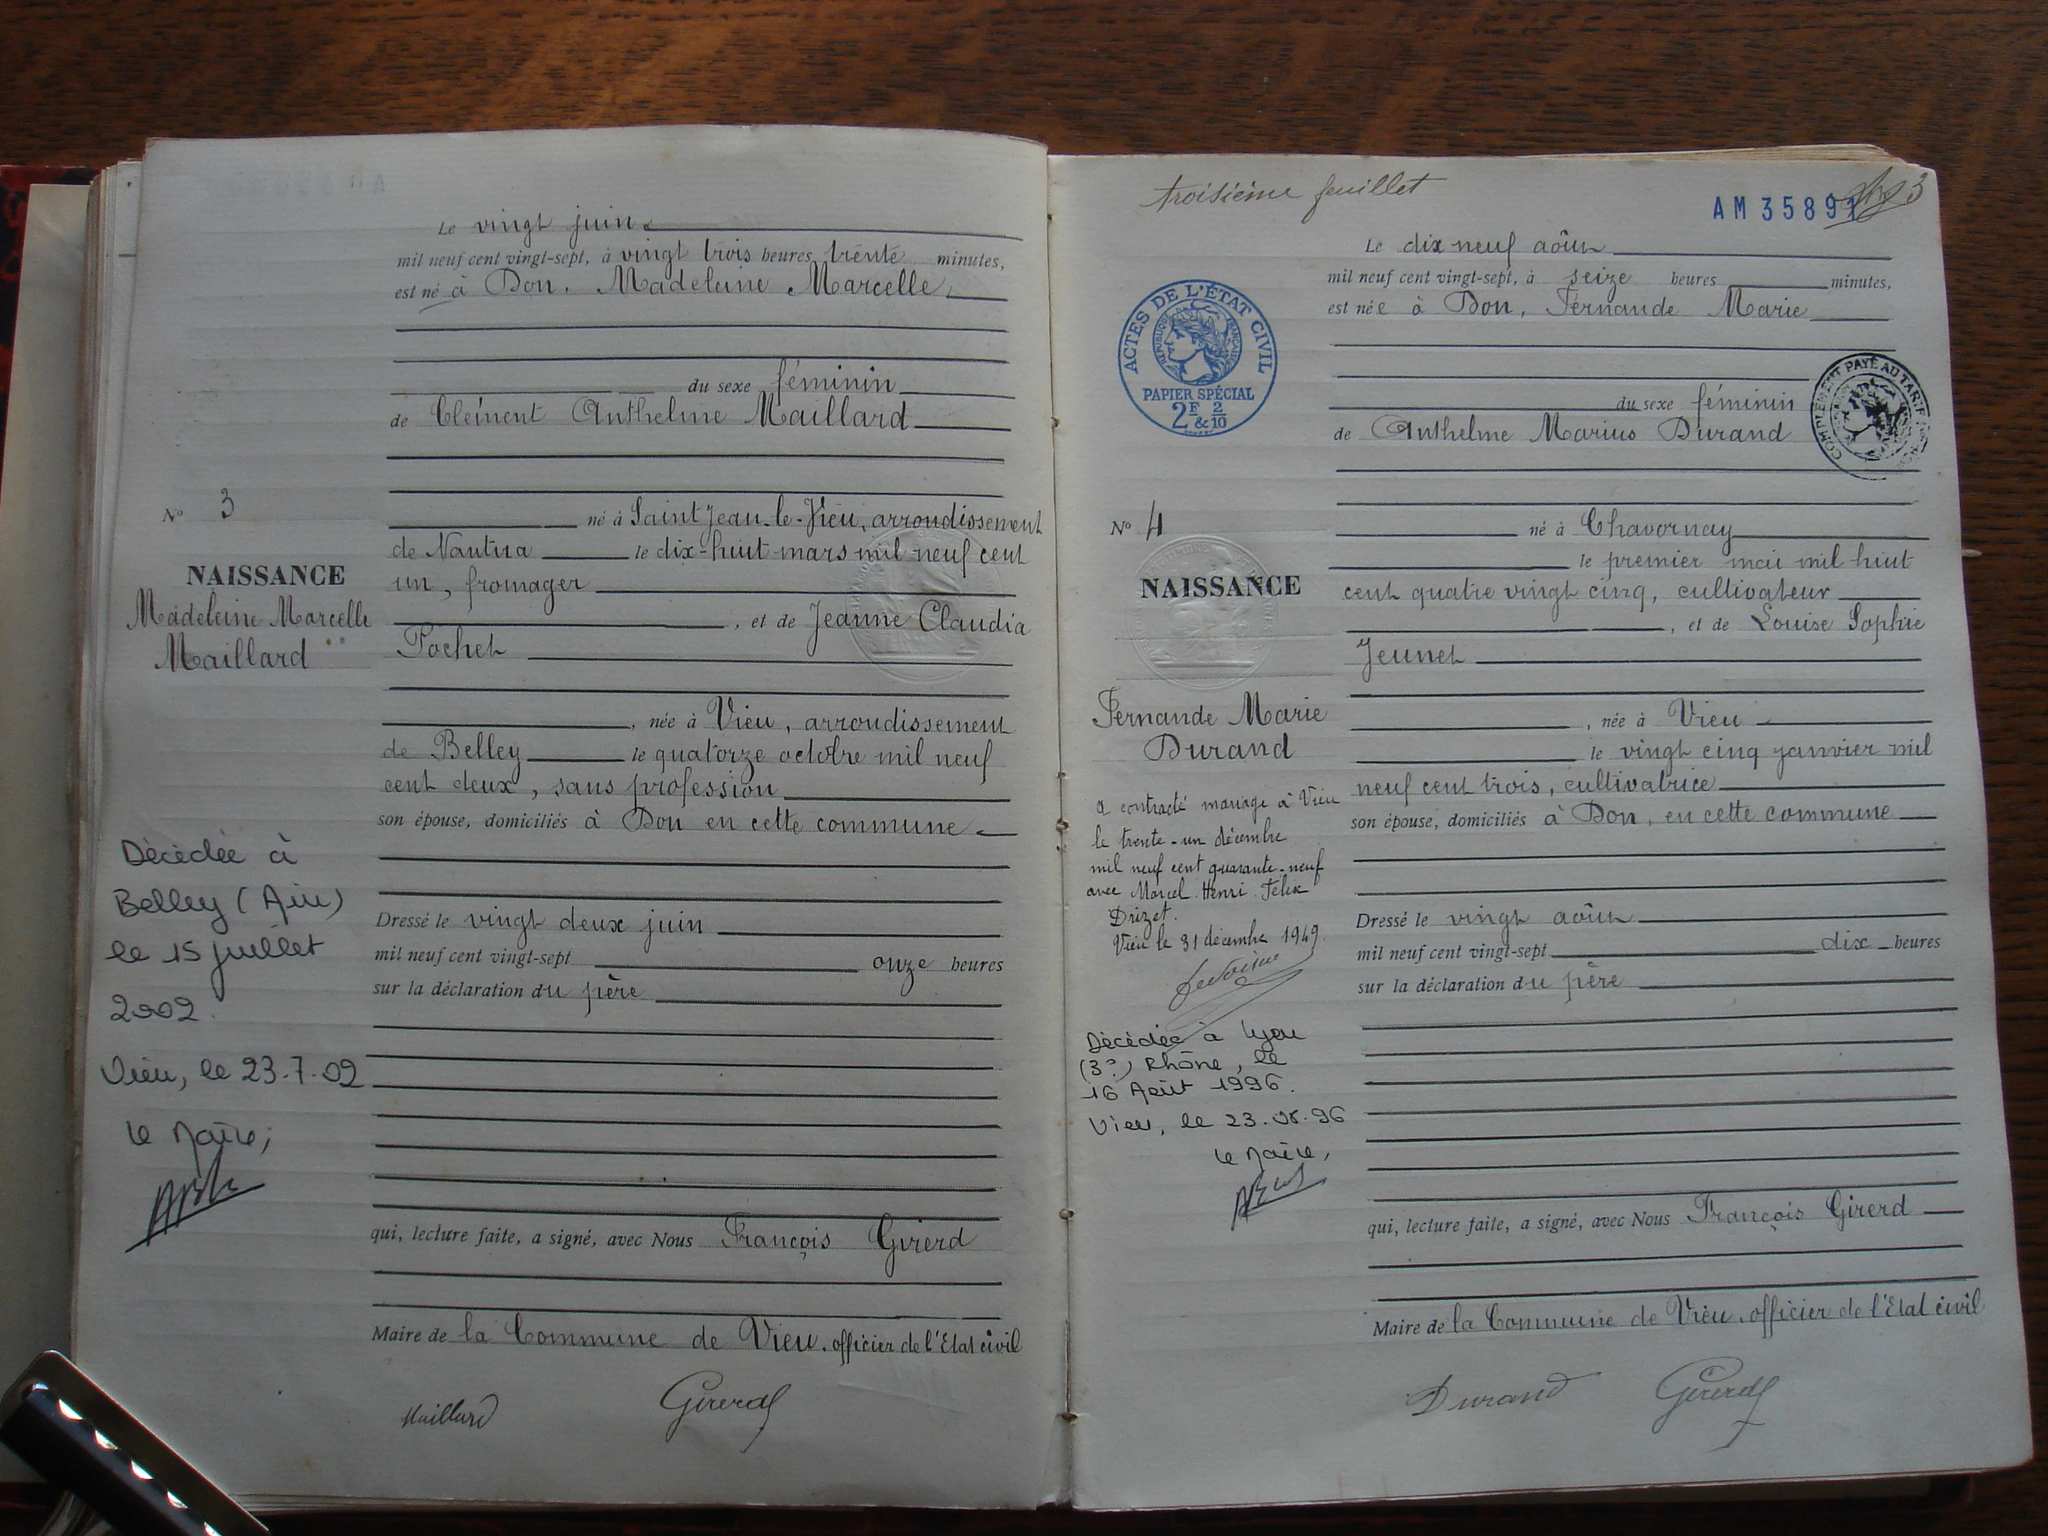 Le vingt juin
mil neuf cent vingt-sept, à vingt trois heures trente minutes,
est né à Don. Madeleine Marcelle,
du sexe féminin
de Clément Anthelme Maillard
No 3
né à Saint Jean-le-Vieu, arrondissement
de Nantua le dix-huit mars mil neuf cent
un, fromager
NAISSANCE
Madeleine Marcelle
Maillard
, et de Jeanne Claudia
Pochet
, née à Vieu, arrondissement
de Belley le quatorze octobre mil neuf
cent deux, sans profession
son épouse, domiciliés à Don en cette commune
Décédée à
Belley (Ain)
le 15 juillet
2002.
Vieu, le 23.7.02
Le Maire,
Dressé le vingt deux juin
mil neuf cent vingt-sept onze heures
sur la déclaration du père
qui, lecture faite, a signé, avec Nous François Girerd
Maire de la Commune de Vieu. officier de l'Etat civil
Maillard Girerd
troisième feuillet
AM 3589
3
Le dix neuf août
mil neuf cent vingt-sept, à seize heures minutes,
est née à Don, Fernande Marie
ACTES DE L'ÉTAT CIVIL
RÉPUBLIQUE FRANÇAISE
PAPIER SPÉCIAL
2F & 2/10
COMPLÉMENT PAYÉ AU TARIF
du sexe féminin
de Anthelme Marius Durand
No 4
né à Chavornay
le premier mai mil huit
cent quatre vingt cinq, cultivateur
NAISSANCE
, et de Louise Sophie
Jeunet
Fernande Marie
Durand
, née à Vieu
le vingt cinq janvier mil
neuf cent trois, cultivatrice
son épouse, domiciliés à Don, en cette commune
a contracté mariage à Vieu
le trente-un décembre
mil neuf cent quarante-neuf
avec Marcel Henri Felix
Drizet.
Vieu le 31 décembre 1949.
Décédée à Lyon
(3e) Rhône, le
16 Août 1996.
Vieu, le 23.08.96
Le Maire,
Dressé le vingt août
mil neuf cent vingt-sept dix heures
sur la déclaration du père
qui, lecture faite, a signé, avec Nous François Girerd
Maire de la Commune de Vieu. officier de l'Etat civil
Durand Girerd